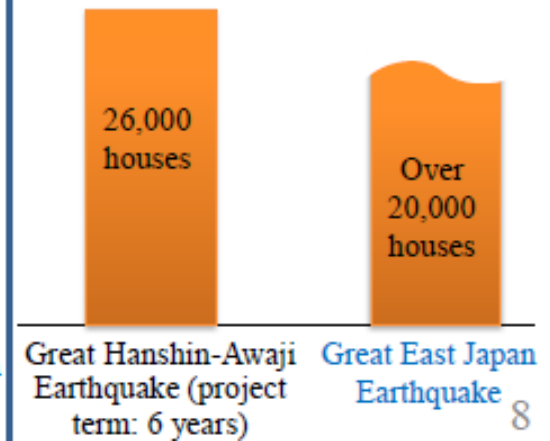 26,000
houses
Over
20,000
houses
Great Hanshin-Awaji
Earthquake (project
term: 6 years)
Great East Japan
Earthquake
8